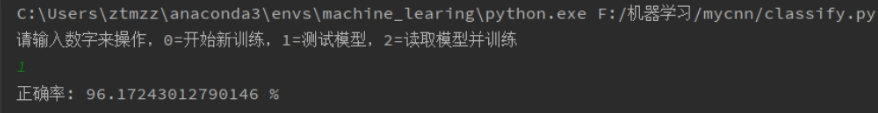 C:\Users\ztmzz\anaconda3\envs\machine_learing\python.exe F:/机器学习/mycnn/classify.py
请输入数字来操作，0=开始新训练，1=测试模型，2=读取模型并训练
1
正确率: 96.17243012790146 %